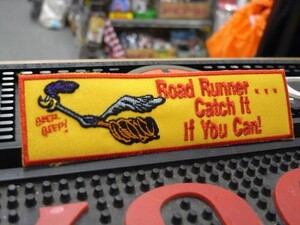 Road Runner...
Catch It
If You Can!
BEEP
BEEP!